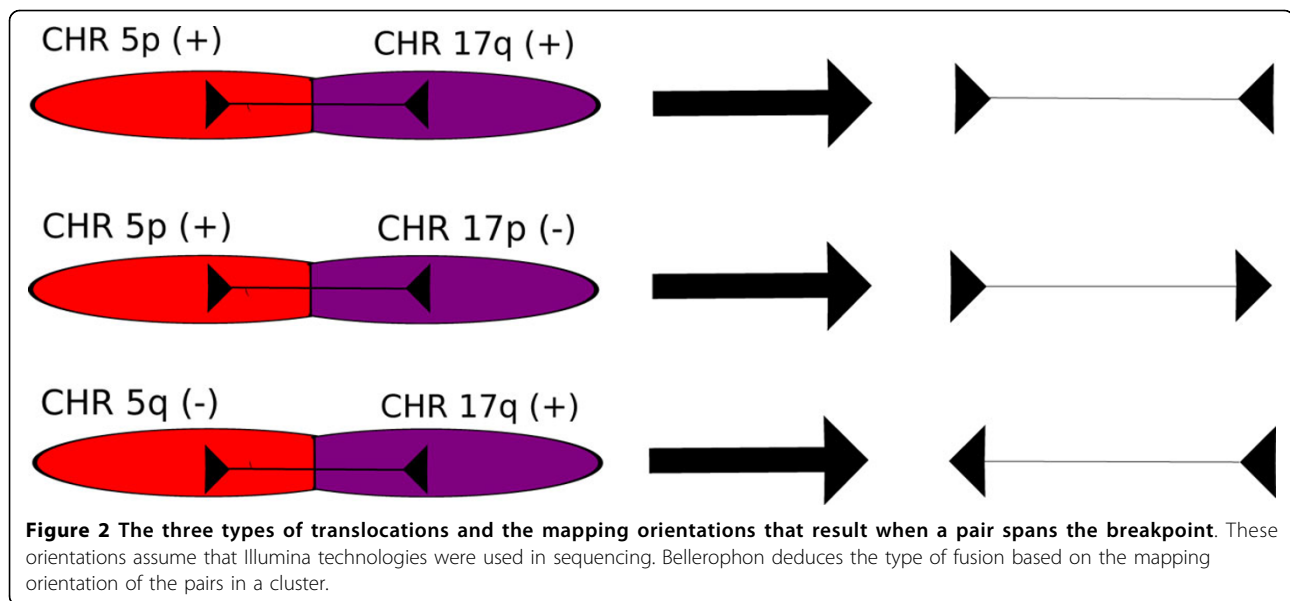 CHR 5p (+) CHR 17q (+)
CHR 5p (+) CHR 17p (-)
CHR 5q (-) CHR 17q (+)
Figure 2 The three types of translocations and the mapping orientations that result when a pair spans the breakpoint. These
orientations assume that Illumina technologies were used in sequencing. Bellerophon deduces the type of fusion based on the mapping
orientation of the pairs in a cluster.